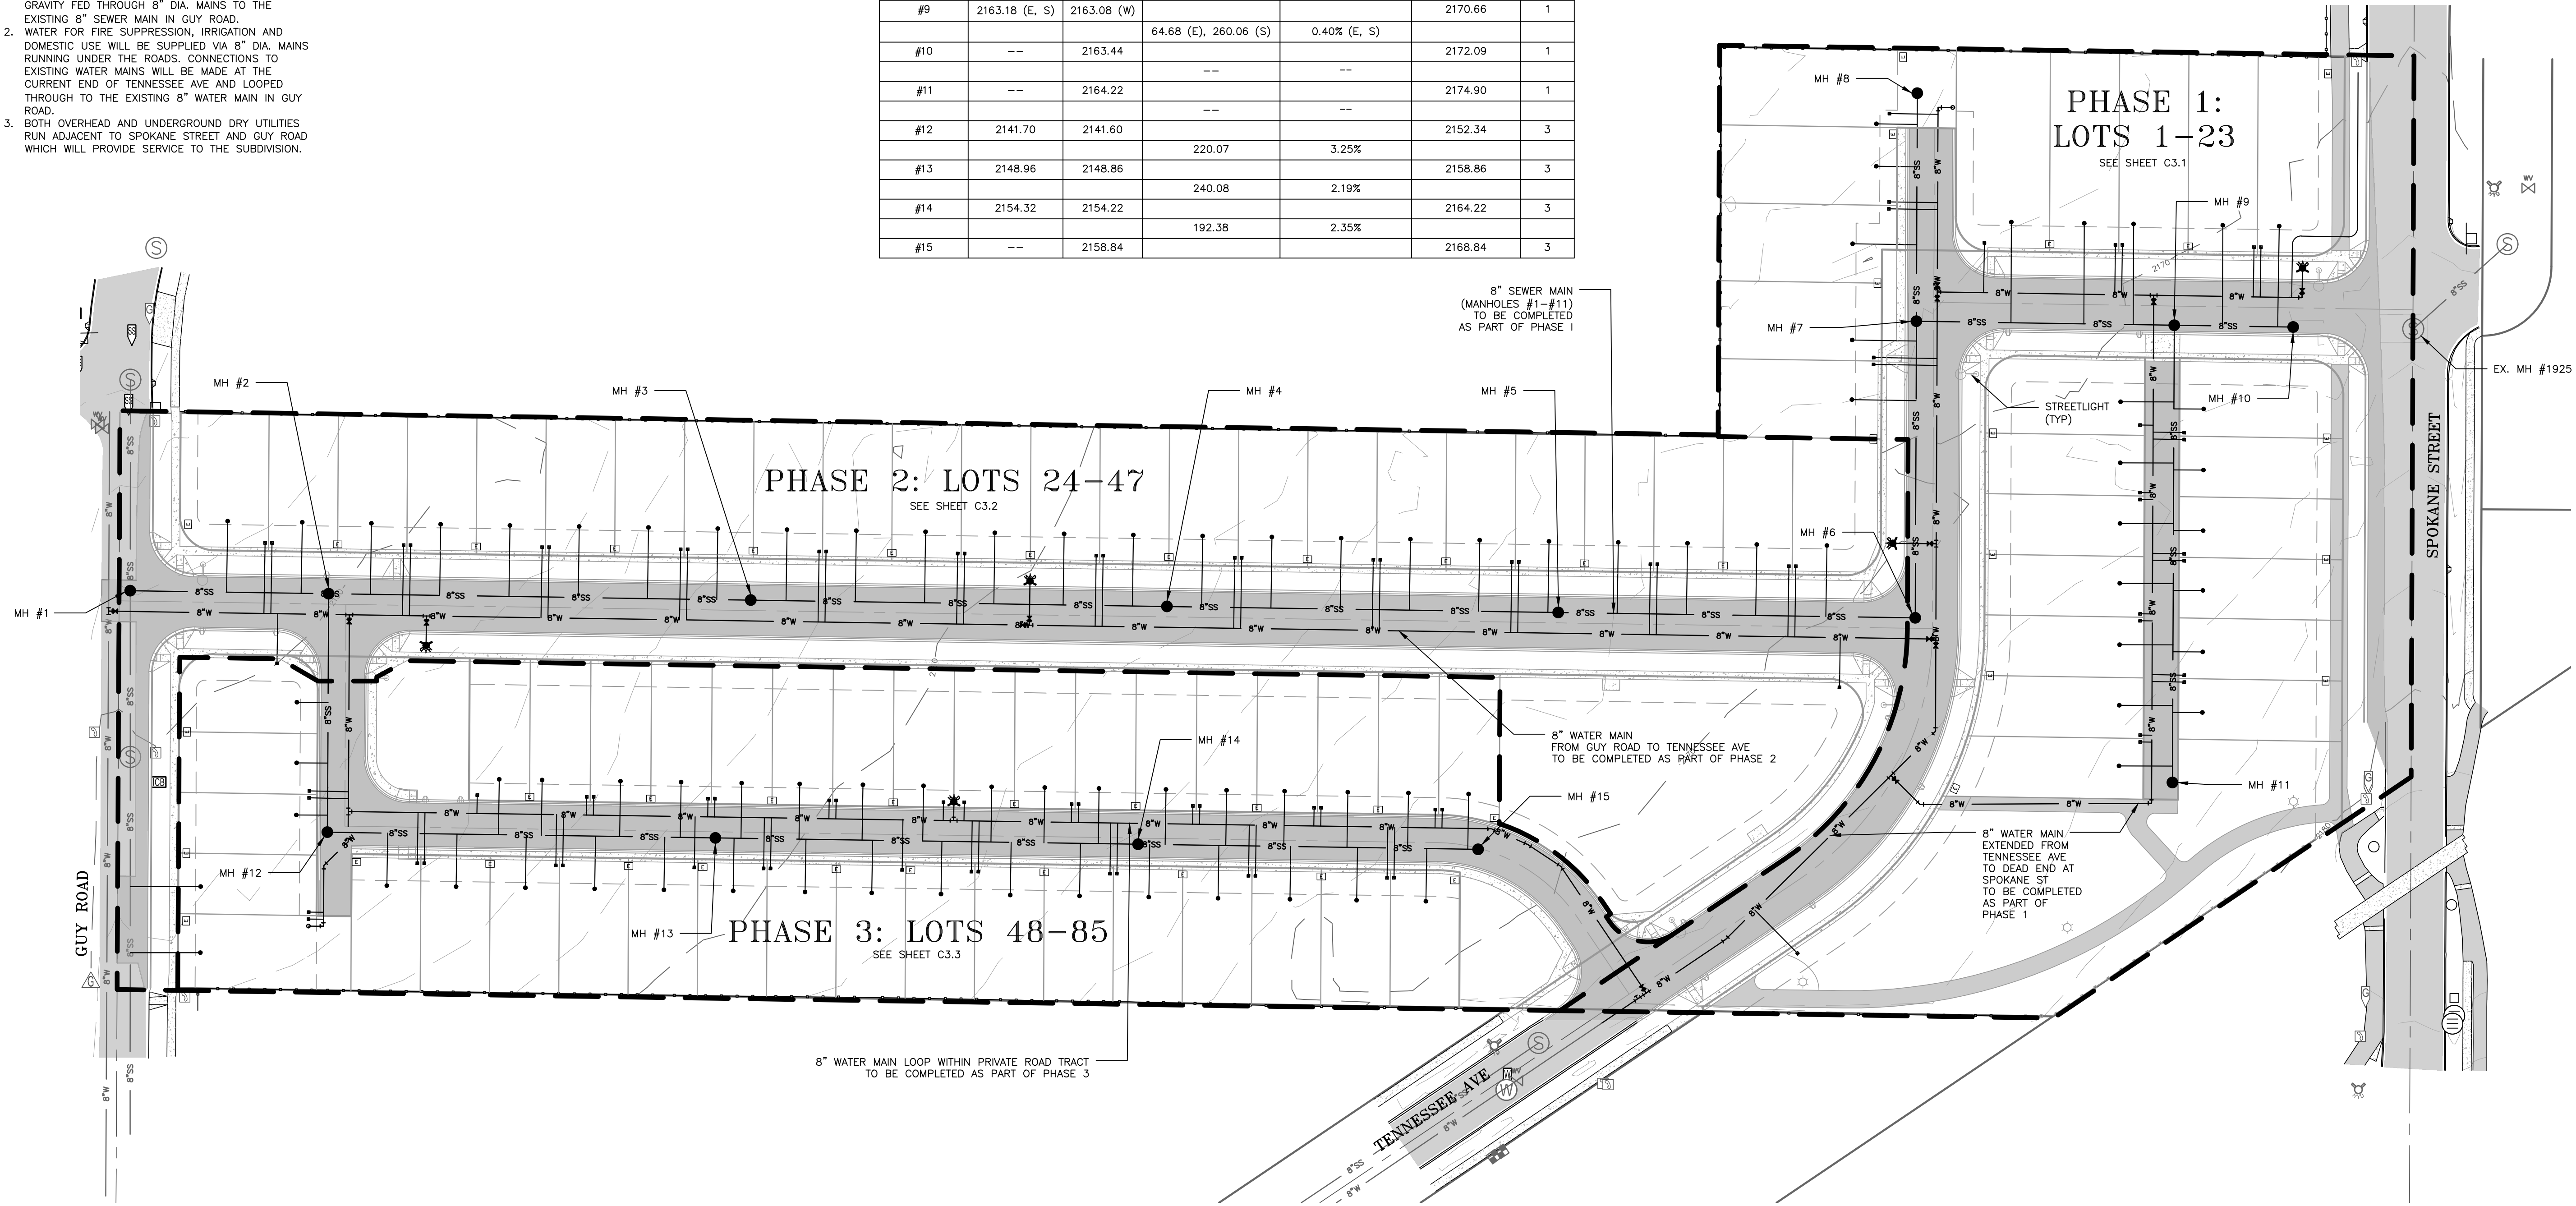 GRAVITY FED THROUGH 8" DIA. MAINS TO THE
EXISTING 8" SEWER MAIN IN GUY ROAD.
2. WATER FOR FIRE SUPPRESSION, IRRIGATION AND
DOMESTIC USE WILL BE SUPPLIED VIA 8" DIA. MAINS
RUNNING UNDER THE ROADS. CONNECTIONS TO
EXISTING WATER MAINS WILL BE MADE AT THE
CURRENT END OF TENNESSEE AVE AND LOOPED
THROUGH TO THE EXISTING 8" WATER MAIN IN GUY
ROAD.
3. BOTH OVERHEAD AND UNDERGROUND DRY UTILITIES
RUN ADJACENT TO SPOKANE STREET AND GUY ROAD
WHICH WILL PROVIDE SERVICE TO THE SUBDIVISION.
#9 2163.18 (E, S) 2163.08 (W) 2170.66 1
64.68 (E), 260.06 (S) 0.40% (E, S)
#10 -- 2163.44 2172.09 1
-- --
#11 -- 2164.22 2174.90 1
-- --
#12 2141.70 2141.60 2152.34 3
220.07 3.25%
#13 2148.96 2148.86 2158.86 3
240.08 2.19%
#14 2154.32 2154.22 2164.22 3
192.38 2.35%
#15 -- 2158.84 2168.84 3
MH #8
PHASE 1:
LOTS 1-23
SEE SHEET C3.1
MH #9
2170
8" SEWER MAIN
(MANHOLES #1-#11)
TO BE COMPLETED
AS PART OF PHASE I
MH #7
EX. MH #1925
MH #10
STREETLIGHT
(TYP)
SPOKANE STREET
MH #2
MH #3
MH #4
MH #5
PHASE 2: LOTS 24-47
SEE SHEET C3.2
MH #6
MH #1
8"SS
8"W
8" WATER MAIN
FROM GUY ROAD TO TENNESSEE AVE
TO BE COMPLETED AS PART OF PHASE 2
MH #14
MH #15
MH #11
8" WATER MAIN
EXTENDED FROM
TENNESSEE AVE
TO DEAD END AT
SPOKANE ST
TO BE COMPLETED
AS PART OF
PHASE 1
2180
MH #12
GUY ROAD
MH #13
PHASE 3: LOTS 48-85
SEE SHEET C3.3
8" WATER MAIN LOOP WITHIN PRIVATE ROAD TRACT
TO BE COMPLETED AS PART OF PHASE 3
TENNESSEE AVE
8"SS
8"W